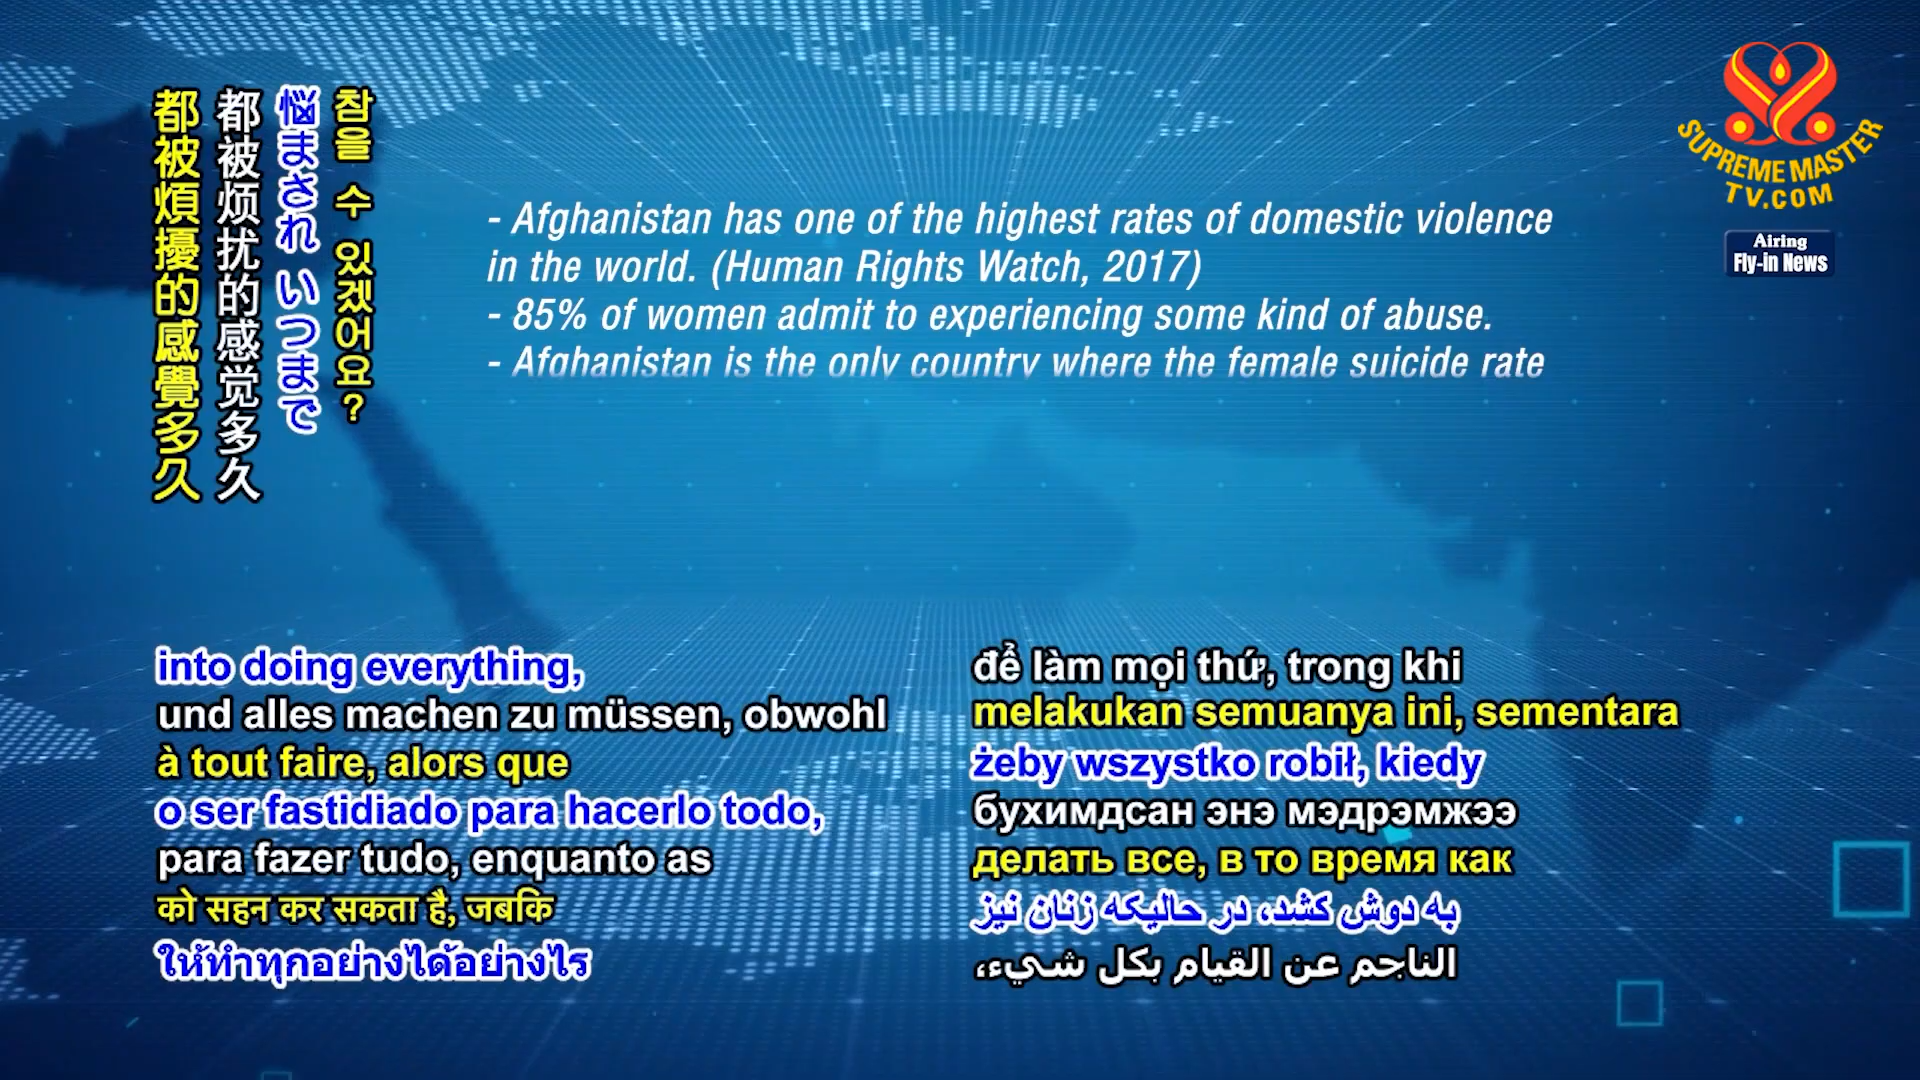 都被煩擾的感覺多久
都被烦扰的感觉多久
悩まされ いつまで
참을 수 있겠어요?
- Afghanistan has one of the highest rates of domestic violence
in the world. (Human Rights Watch, 2017)
- 85% of women admit to experiencing some kind of abuse.
- Afghanistan is the only country where the female suicide rate
SUPREME MASTER
TV.COM
Airing
Fly-in News
into doing everything,
und alles machen zu müssen, obwohl
à tout faire, alors que
o ser fastidiado para hacerlo todo,
para fazer tudo, enquanto as
को सहन कर सकता है, जबकि
ให้ทำทุกอย่างได้อย่างไร
để làm mọi thứ, trong khi
melakukan semuanya ini, sementara
żeby wszystko robił, kiedy
бухимдсан энэ мэдрэмжээ
делать все, в то время как
به دوش کشد، در حالیکه زنان نیز
الناجم عن القيام بكل شيء،